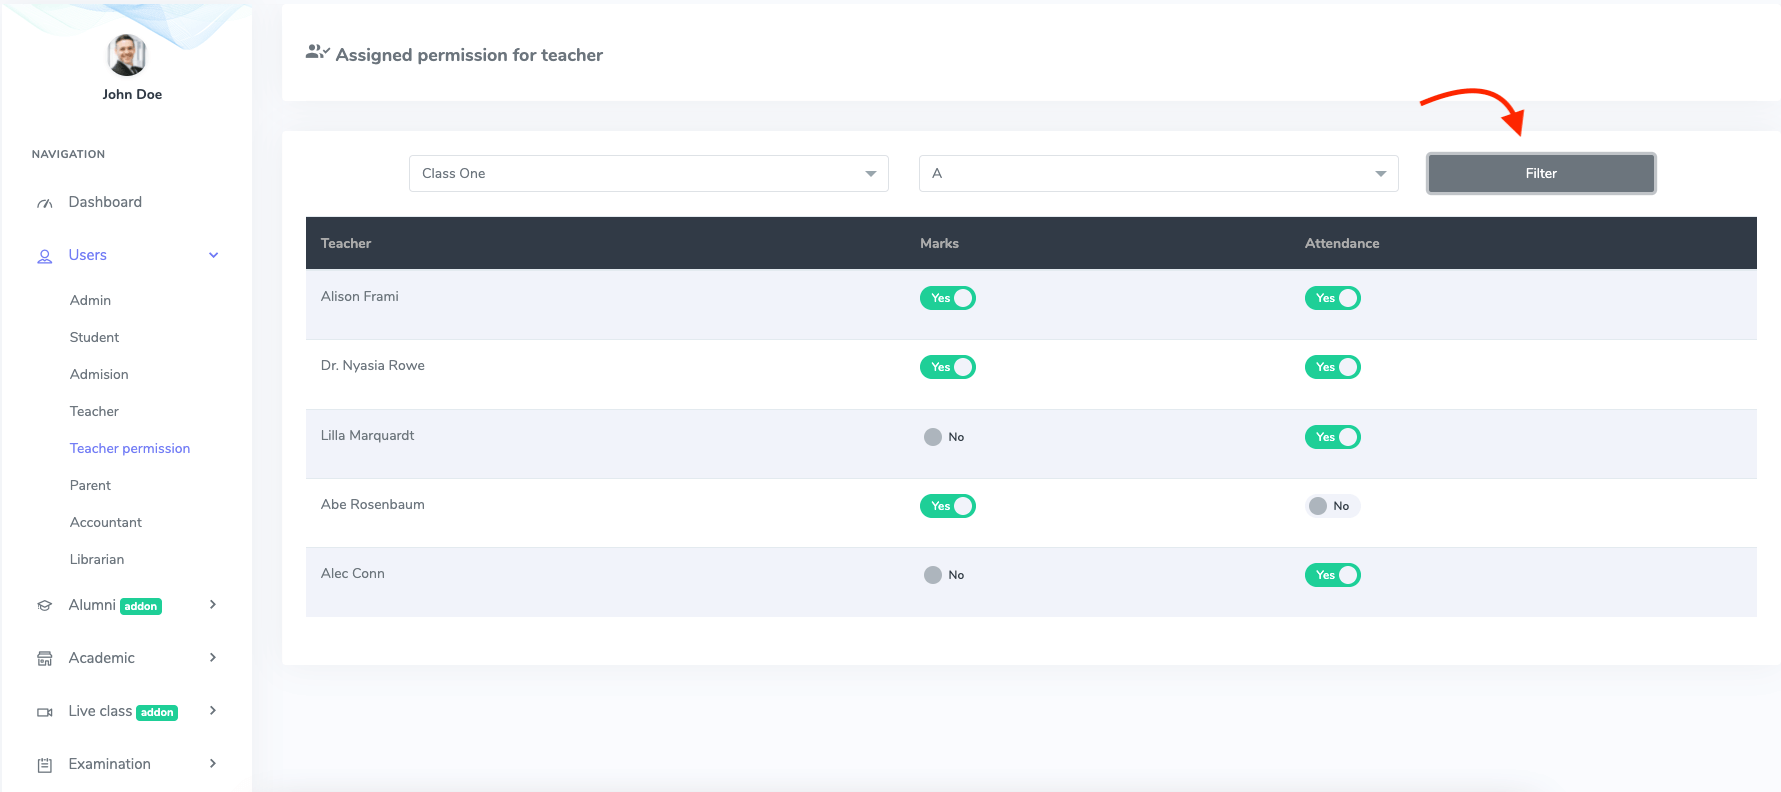 John Doe
NAVIGATION
Dashboard
Users
Admin
Student
Admision
Teacher
Teacher permission
Parent
Accountant
Librarian
Alumni addon
Academic
Live class addon
Examination
Assigned permission for teacher
Class One A Filter
Teacher Marks Attendance
Alison Frami Yes Yes
Dr. Nyasia Rowe Yes Yes
Lilla Marquardt No Yes
Abe Rosenbaum Yes No
Alec Conn No Yes